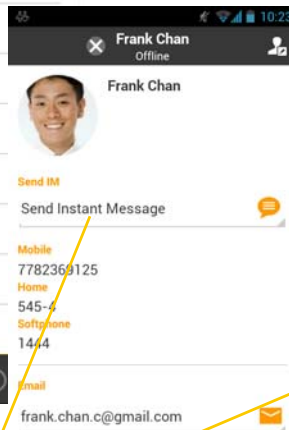 10:23
Frank Chan
Offline
Frank Chan
Send IM
Send Instant Message
Mobile
7782369125
Home
545-4
Softphone
1444
Email
frank.chan.c@gmail.com